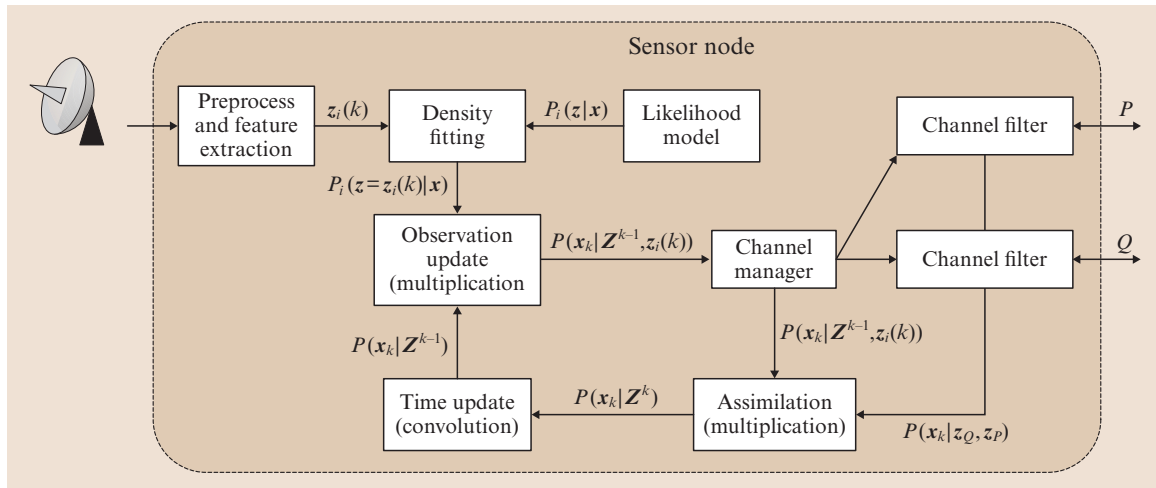 Sensor node
Preprocess
and feature
extraction
z_i(k)
Density
fitting
P_i(z|x)
Likelihood
model
Channel filter
P
P_i(z=z_i(k)|x)
Observation
update
(multiplication
P(x_k|Z^{k–1},z_i(k))
Channel
manager
Channel filter
Q
P(x_k|Z^{k–1})
P(x_k|Z^{k–1},z_i(k))
Time update
(convolution)
P(x_k|Z^k)
Assimilation
(multiplication)
P(x_k|z_Q,z_P)